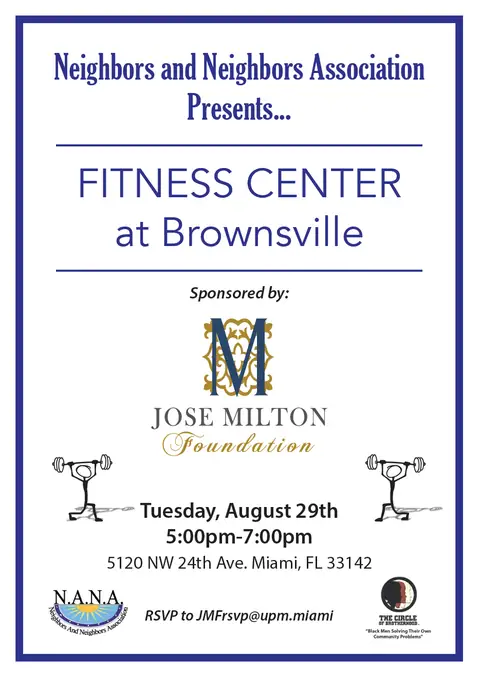 Neighbors and Neighbors Association
Presents...
FITNESS CENTER
at Brownsville
Sponsored by:
M
JOSE MILTON
Foundation
Tuesday, August 29th
5:00pm-7:00pm
5120 NW 24th Ave. Miami, FL 33142
N.A.N.A.
Neighbors And Neighbors Association
RSVP to JMFrsvp@upm.miami
THE CIRCLE
OF BROTHERHOOD
"Black Men Solving Their Own
Community Problems"